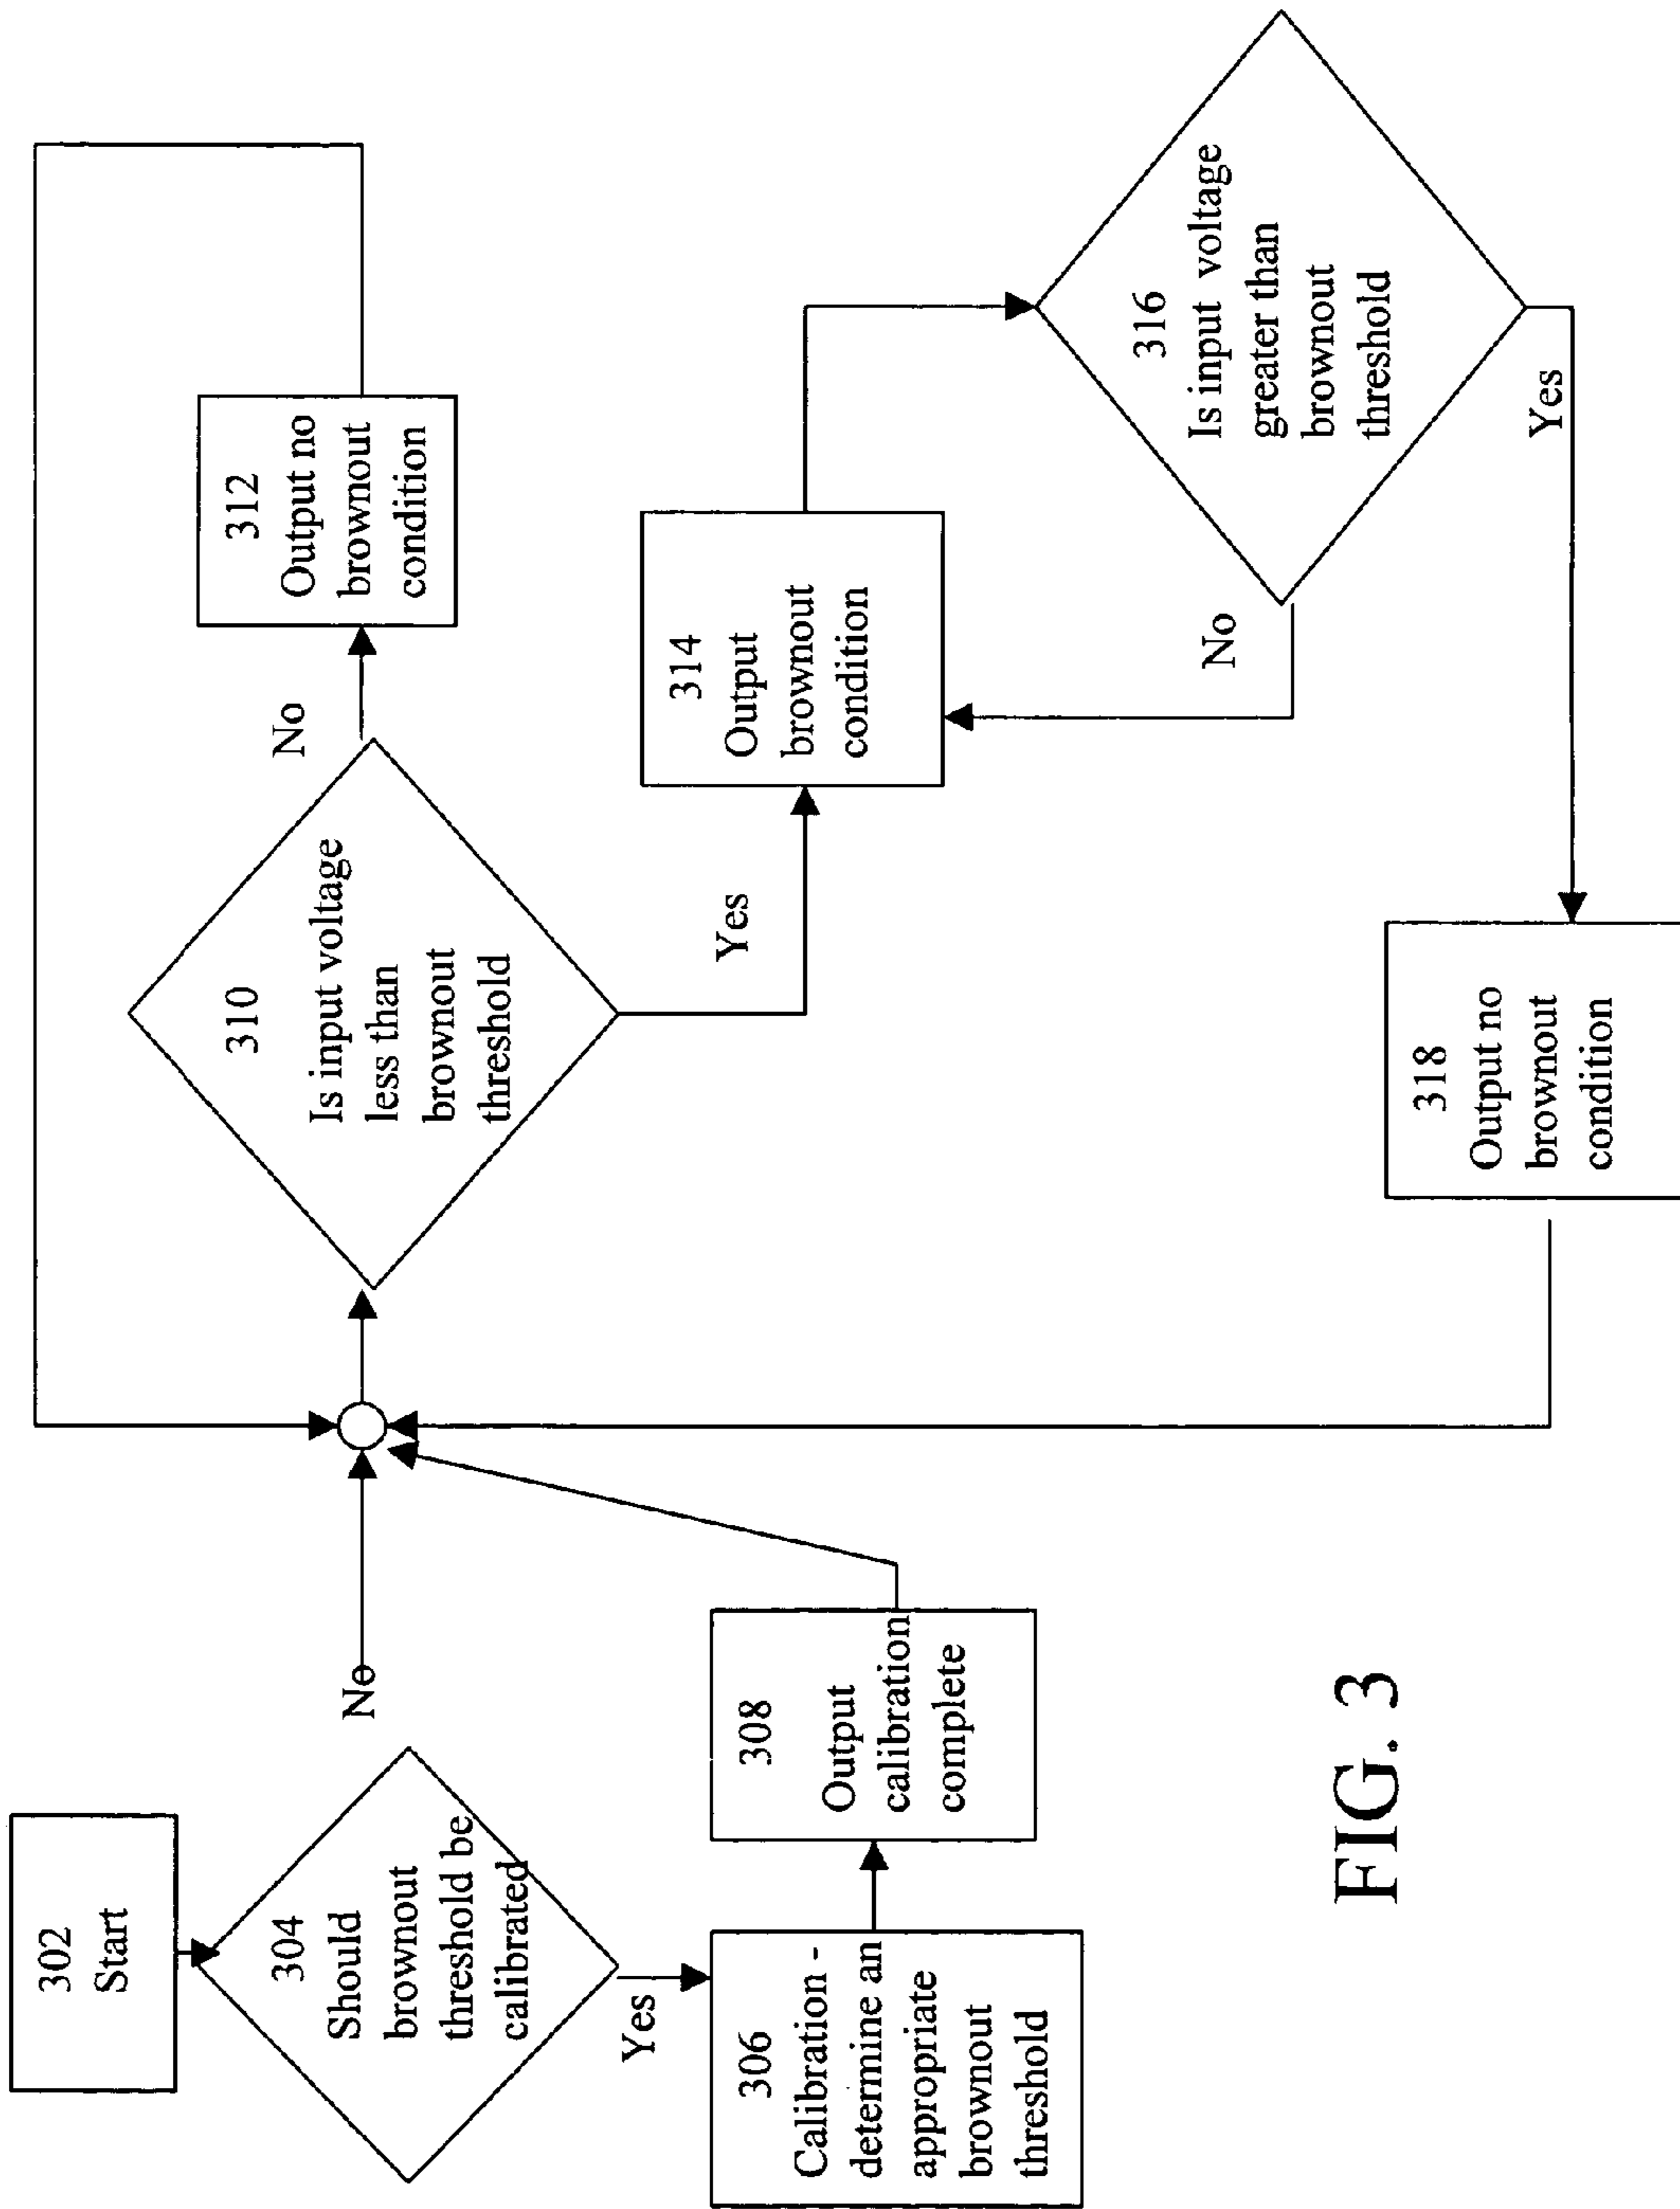 302
Start
304
Should
brownout
threshold be
calibrated
No
Yes
306
Calibration -
determine an
appropriate
brownout
threshold
308
Output
calibration
complete
310
Is input voltage
less than
brownout
threshold
No
312
Output no
brownout
condition
Yes
314
Output
brownout
condition
316
Is input voltage
greater than
brownout
threshold
No
Yes
318
Output no
brownout
condition
FIG. 3